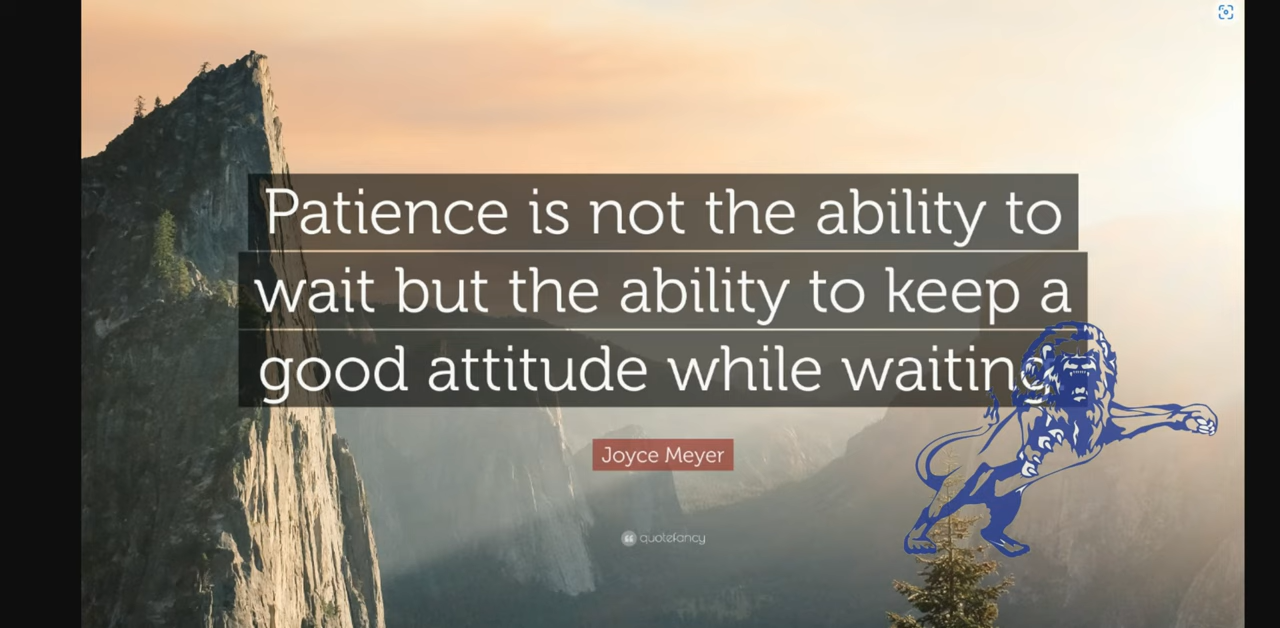 Patience is not the ability to
wait but the ability to keep a
good attitude while waiting
Joyce Meyer
quotefancy